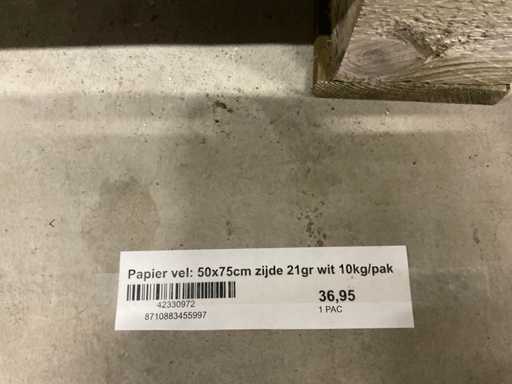 Papier vel: 50x75cm zijde 21gr wit 10kg/pak
42330972
36,95
8710883455997
1 PAC